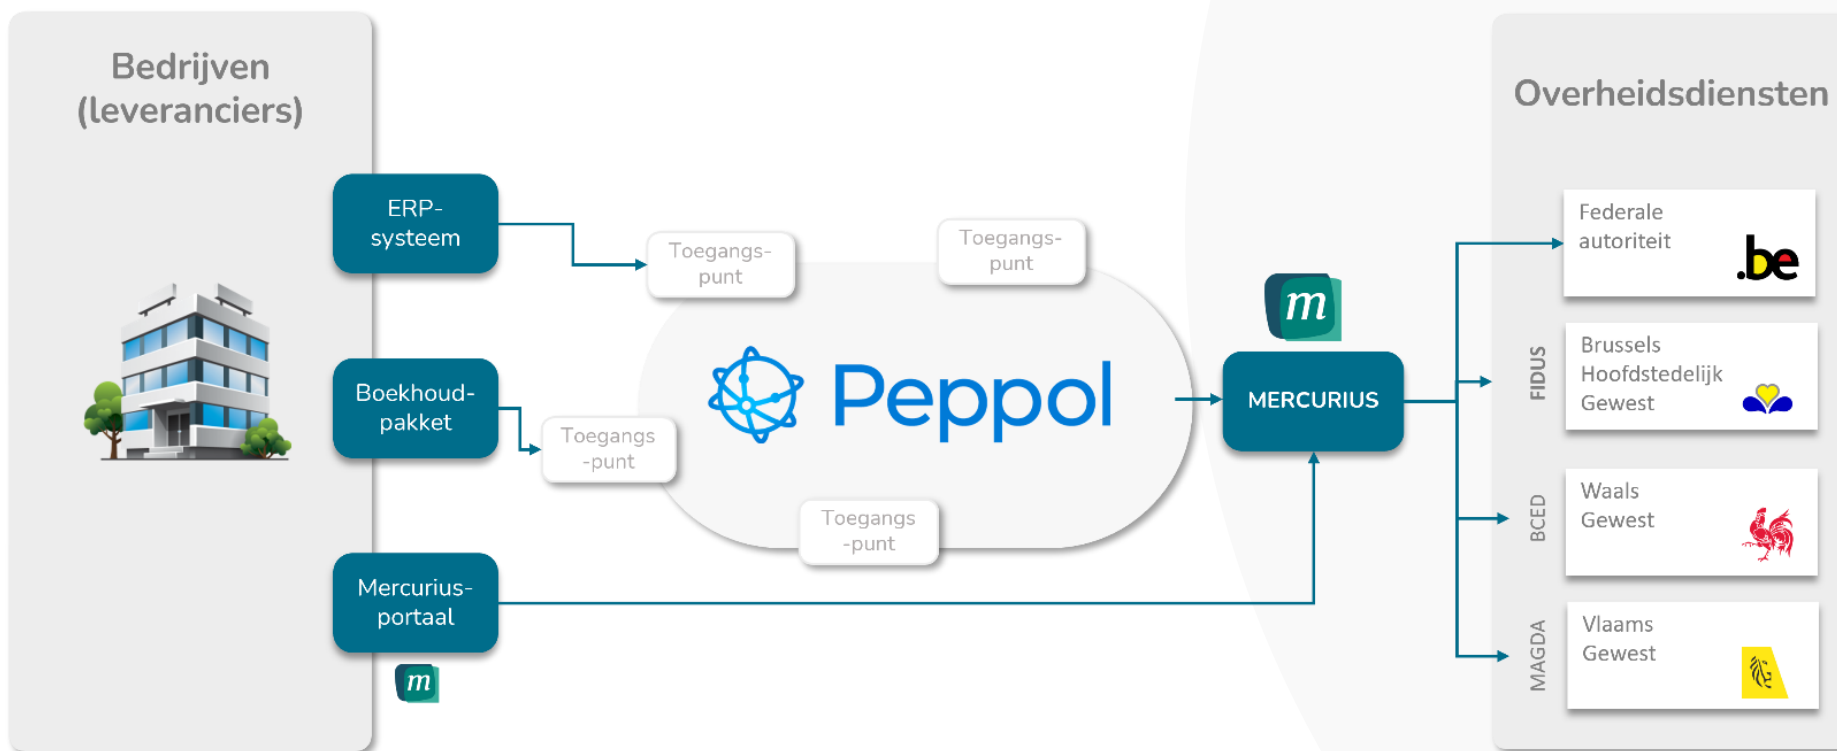 Bedrijven
(leveranciers)
ERP-
systeem
Boekhoud-
pakket
Mercurius-
portaal
m
Toegangs-
punt
Toegangs-
punt
Toegangs
-punt
Toegangs
-punt
Peppol
m
MERCURIUS
Overheidsdiensten
Federale
autoriteit
.be
FIDUS
Brussels
Hoofdstedelijk
Gewest
BCED
Waals
Gewest
MAGDA
Vlaams
Gewest